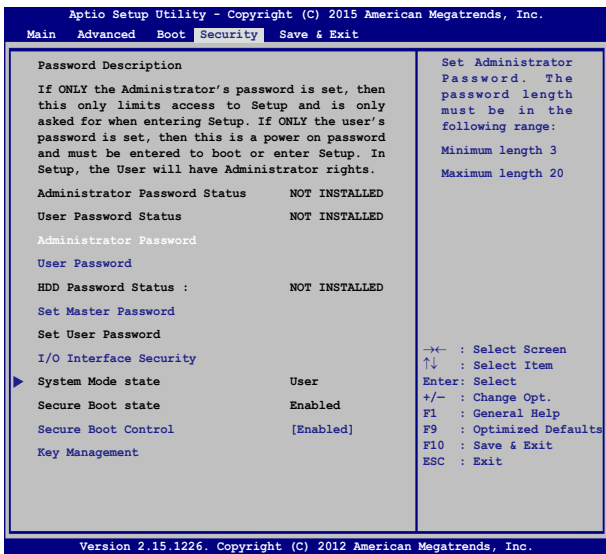 Aptio Setup Utility - Copyright (C) 2015 American Megatrends, Inc.
Main Advanced Boot Security Save & Exit
Password Description
If ONLY the Administrator's password is set, then
this only limits access to Setup and is only
asked for when entering Setup. If ONLY the user's
password is set, then this is a power on password
and must be entered to boot or enter Setup. In
Setup, the User will have Administrator rights.
Administrator Password Status NOT INSTALLED
User Password Status NOT INSTALLED
Administrator Password
User Password
HDD Password Status : NOT INSTALLED
Set Master Password
Set User Password
I/O Interface Security
System Mode state User
Secure Boot state Enabled
Secure Boot Control [Enabled]
Key Management
Set Administrator
Password. The
password length
must be in the
following range:
Minimum length 3
Maximum length 20
→← : Select Screen
↑↓ : Select Item
Enter: Select
+/— : Change Opt.
F1 : General Help
F9 : Optimized Defaults
F10 : Save & Exit
ESC : Exit
Version 2.15.1226. Copyright (C) 2012 American Megatrends, Inc.